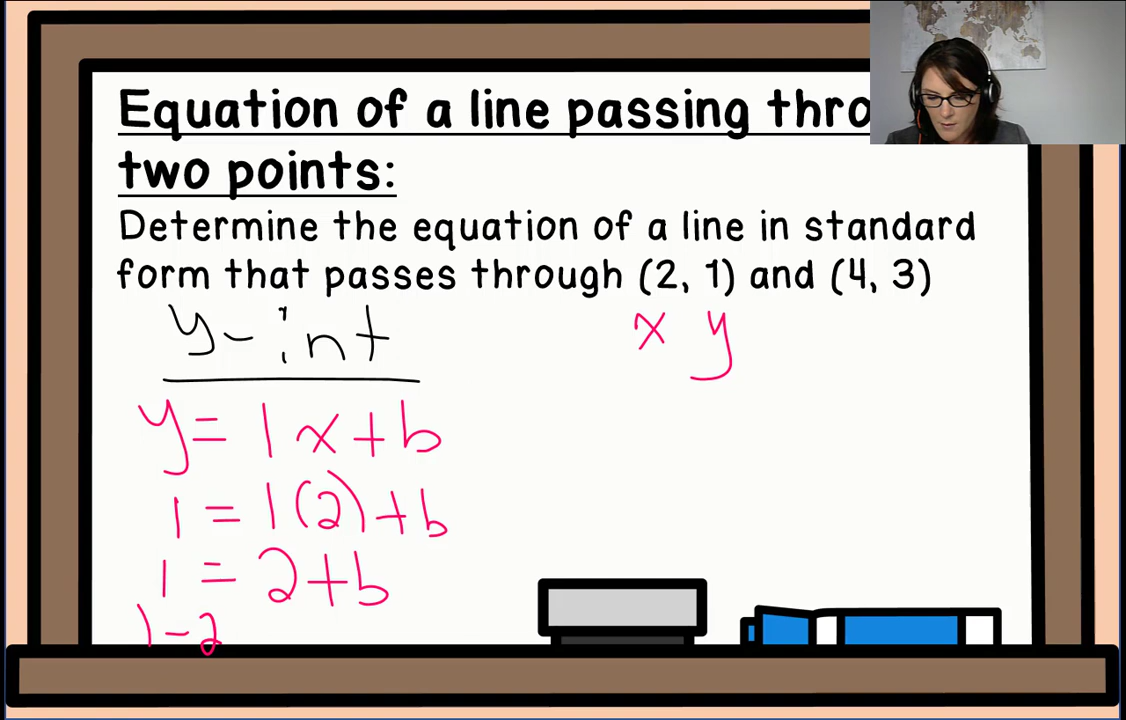 Equation of a line passing thro
two points:
Determine the equation of a line in standard
form that passes through (2, 1) and (4, 3)
y-int
x y
y = 1x + b
1 = 1(2) + b
1 = 2 + b
1 - 2